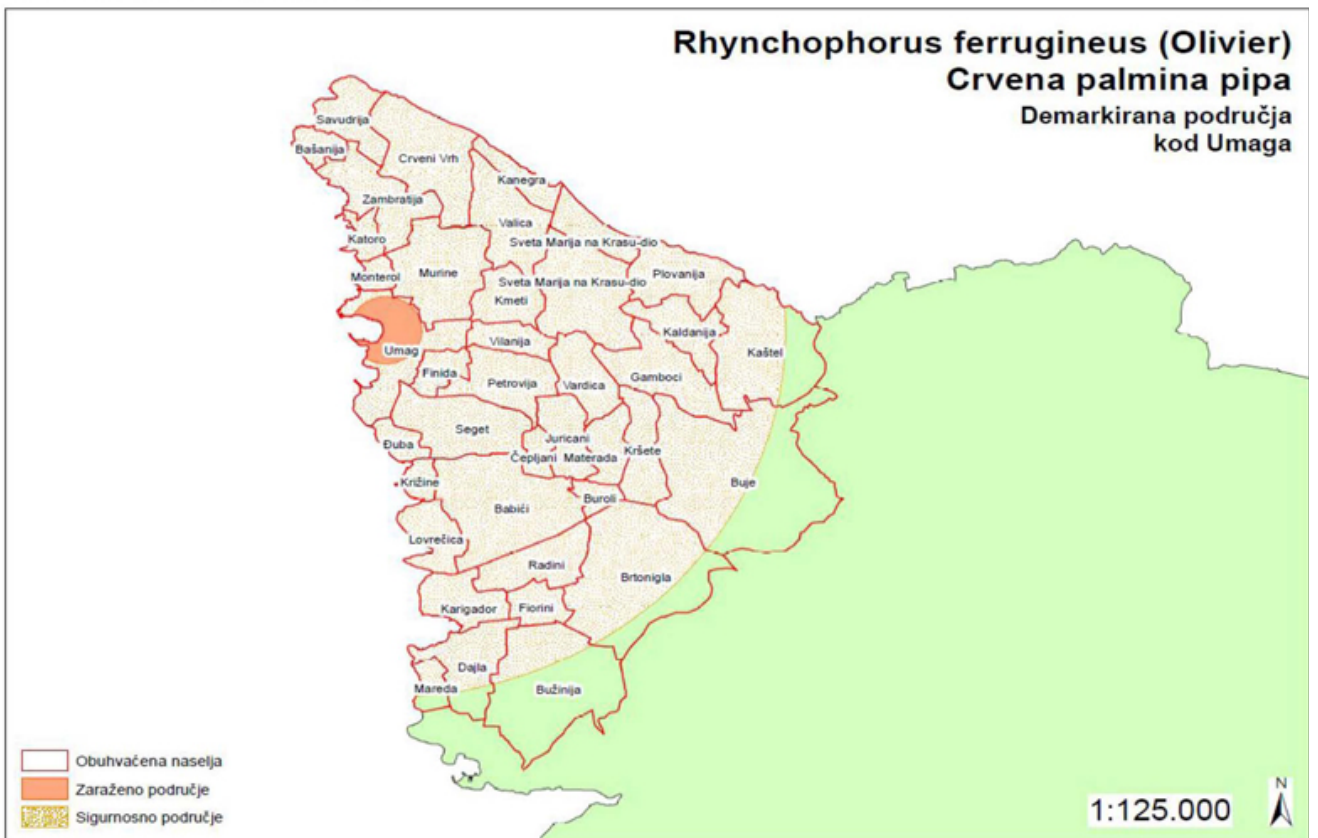 Rhynchophorus ferrugineus (Olivier)
Crvena palmina pipa
Demarkirana područja
kod Umaga
Savudrija
Bašanija
Crveni Vrh
Kanegra
Zambratija
Valica
Katoro
Sveta Marija na Krasu-dio
Monterol
Murine
Plovanija
Sveta Marija na Krasu-dio
Kmeti
Kaldanija
Umag
Vilanija
Kaštel
Finida
Petrovija
Vardica
Gamboci
Seget
Juricani
Đuba
Čepljani
Materada
Kršete
Križine
Buje
Babići
Buroli
Lovrečica
Radini
Brtonigla
Karigador
Fiorini
Dajla
Mareda
Bužinija
Obuhvaćena naselja
Zaraženo područje
Sigurnosno područje
1:125.000
N